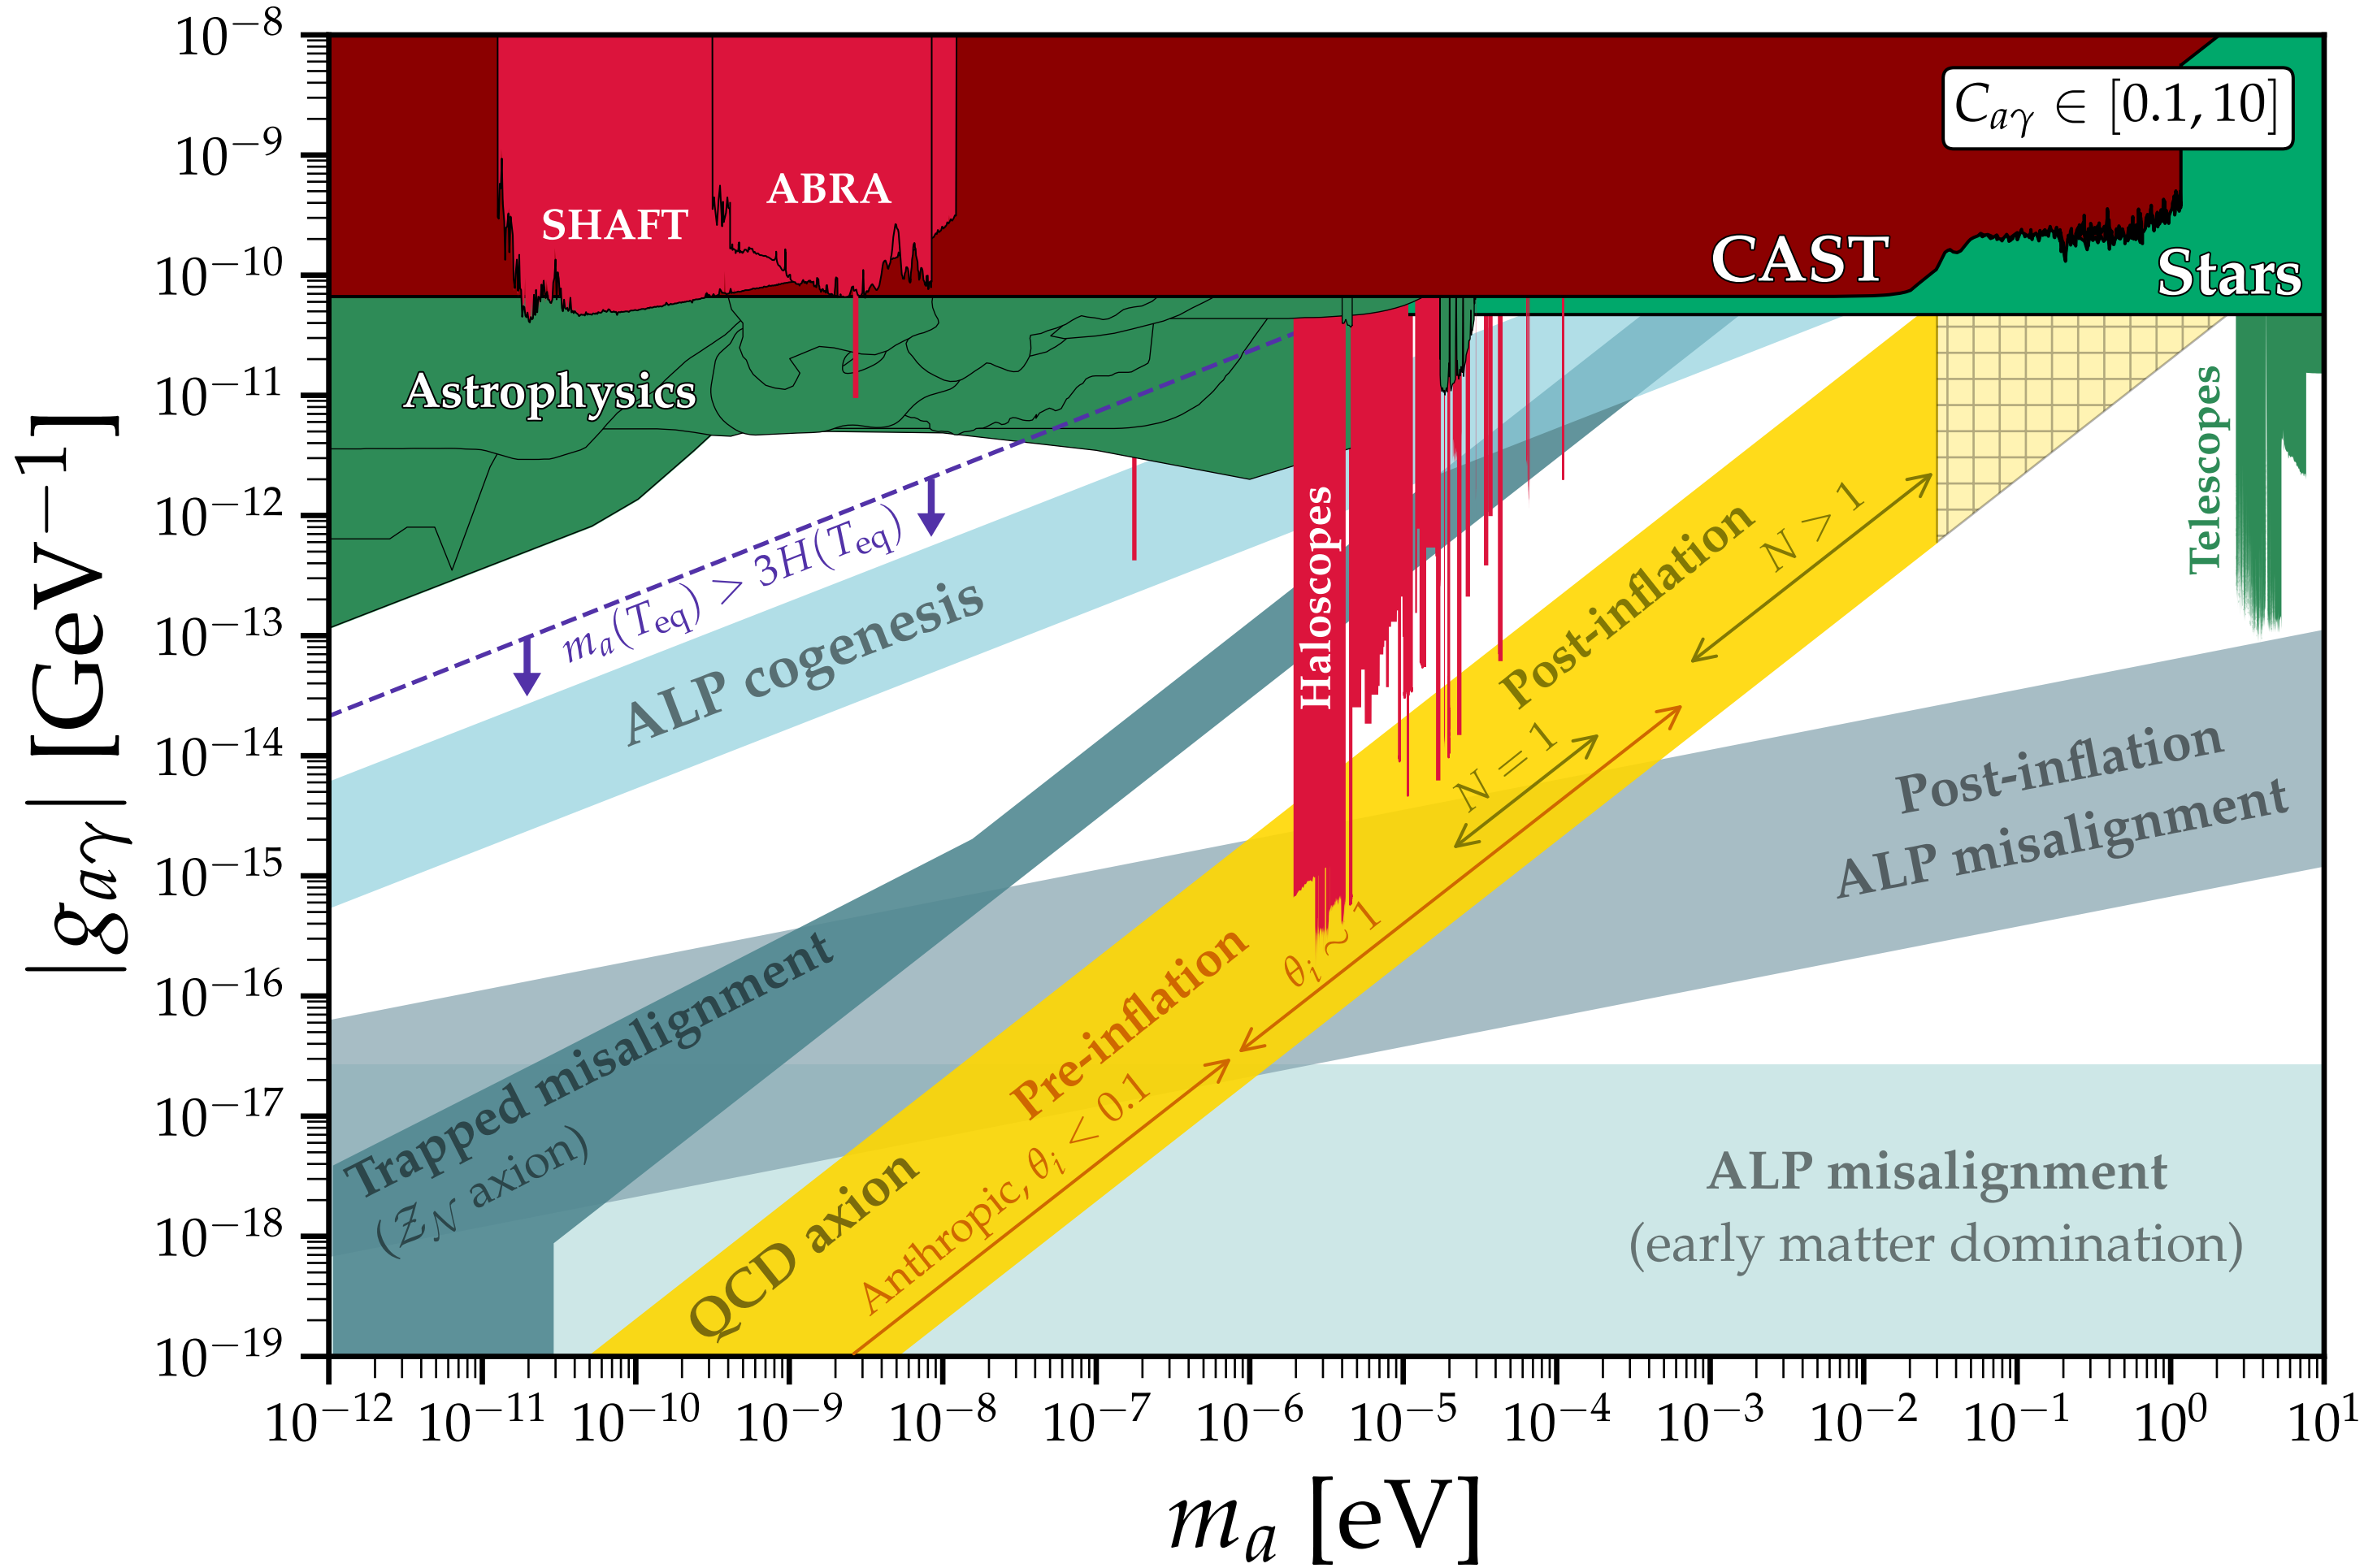 |g_{aγ}| [GeV⁻¹]
10⁻⁸
10⁻⁹
10⁻¹⁰
10⁻¹¹
10⁻¹²
10⁻¹³
10⁻¹⁴
10⁻¹⁵
10⁻¹⁶
10⁻¹⁷
10⁻¹⁸
10⁻¹⁹
C_{aγ} ∈ [0.1, 10]
ABRA
SHAFT
CAST
Stars
Astrophysics
Telescopes
m_a(T_eq) > 3H(T_eq)
ALP cogenesis
Haloscopes
Post-inflation
N > 1
N = 1
Post-inflation
ALP misalignment
Trapped misalignment
(𝒵_𝒩 axion)
Pre-inflation
θ_i ∼ 1
QCD axion
Anthropic, θ_i < 0.1
ALP misalignment
(early matter domination)
10⁻¹²
10⁻¹¹
10⁻¹⁰
10⁻⁹
10⁻⁸
10⁻⁷
10⁻⁶
10⁻⁵
10⁻⁴
10⁻³
10⁻²
10⁻¹
10⁰
10¹
m_a [eV]